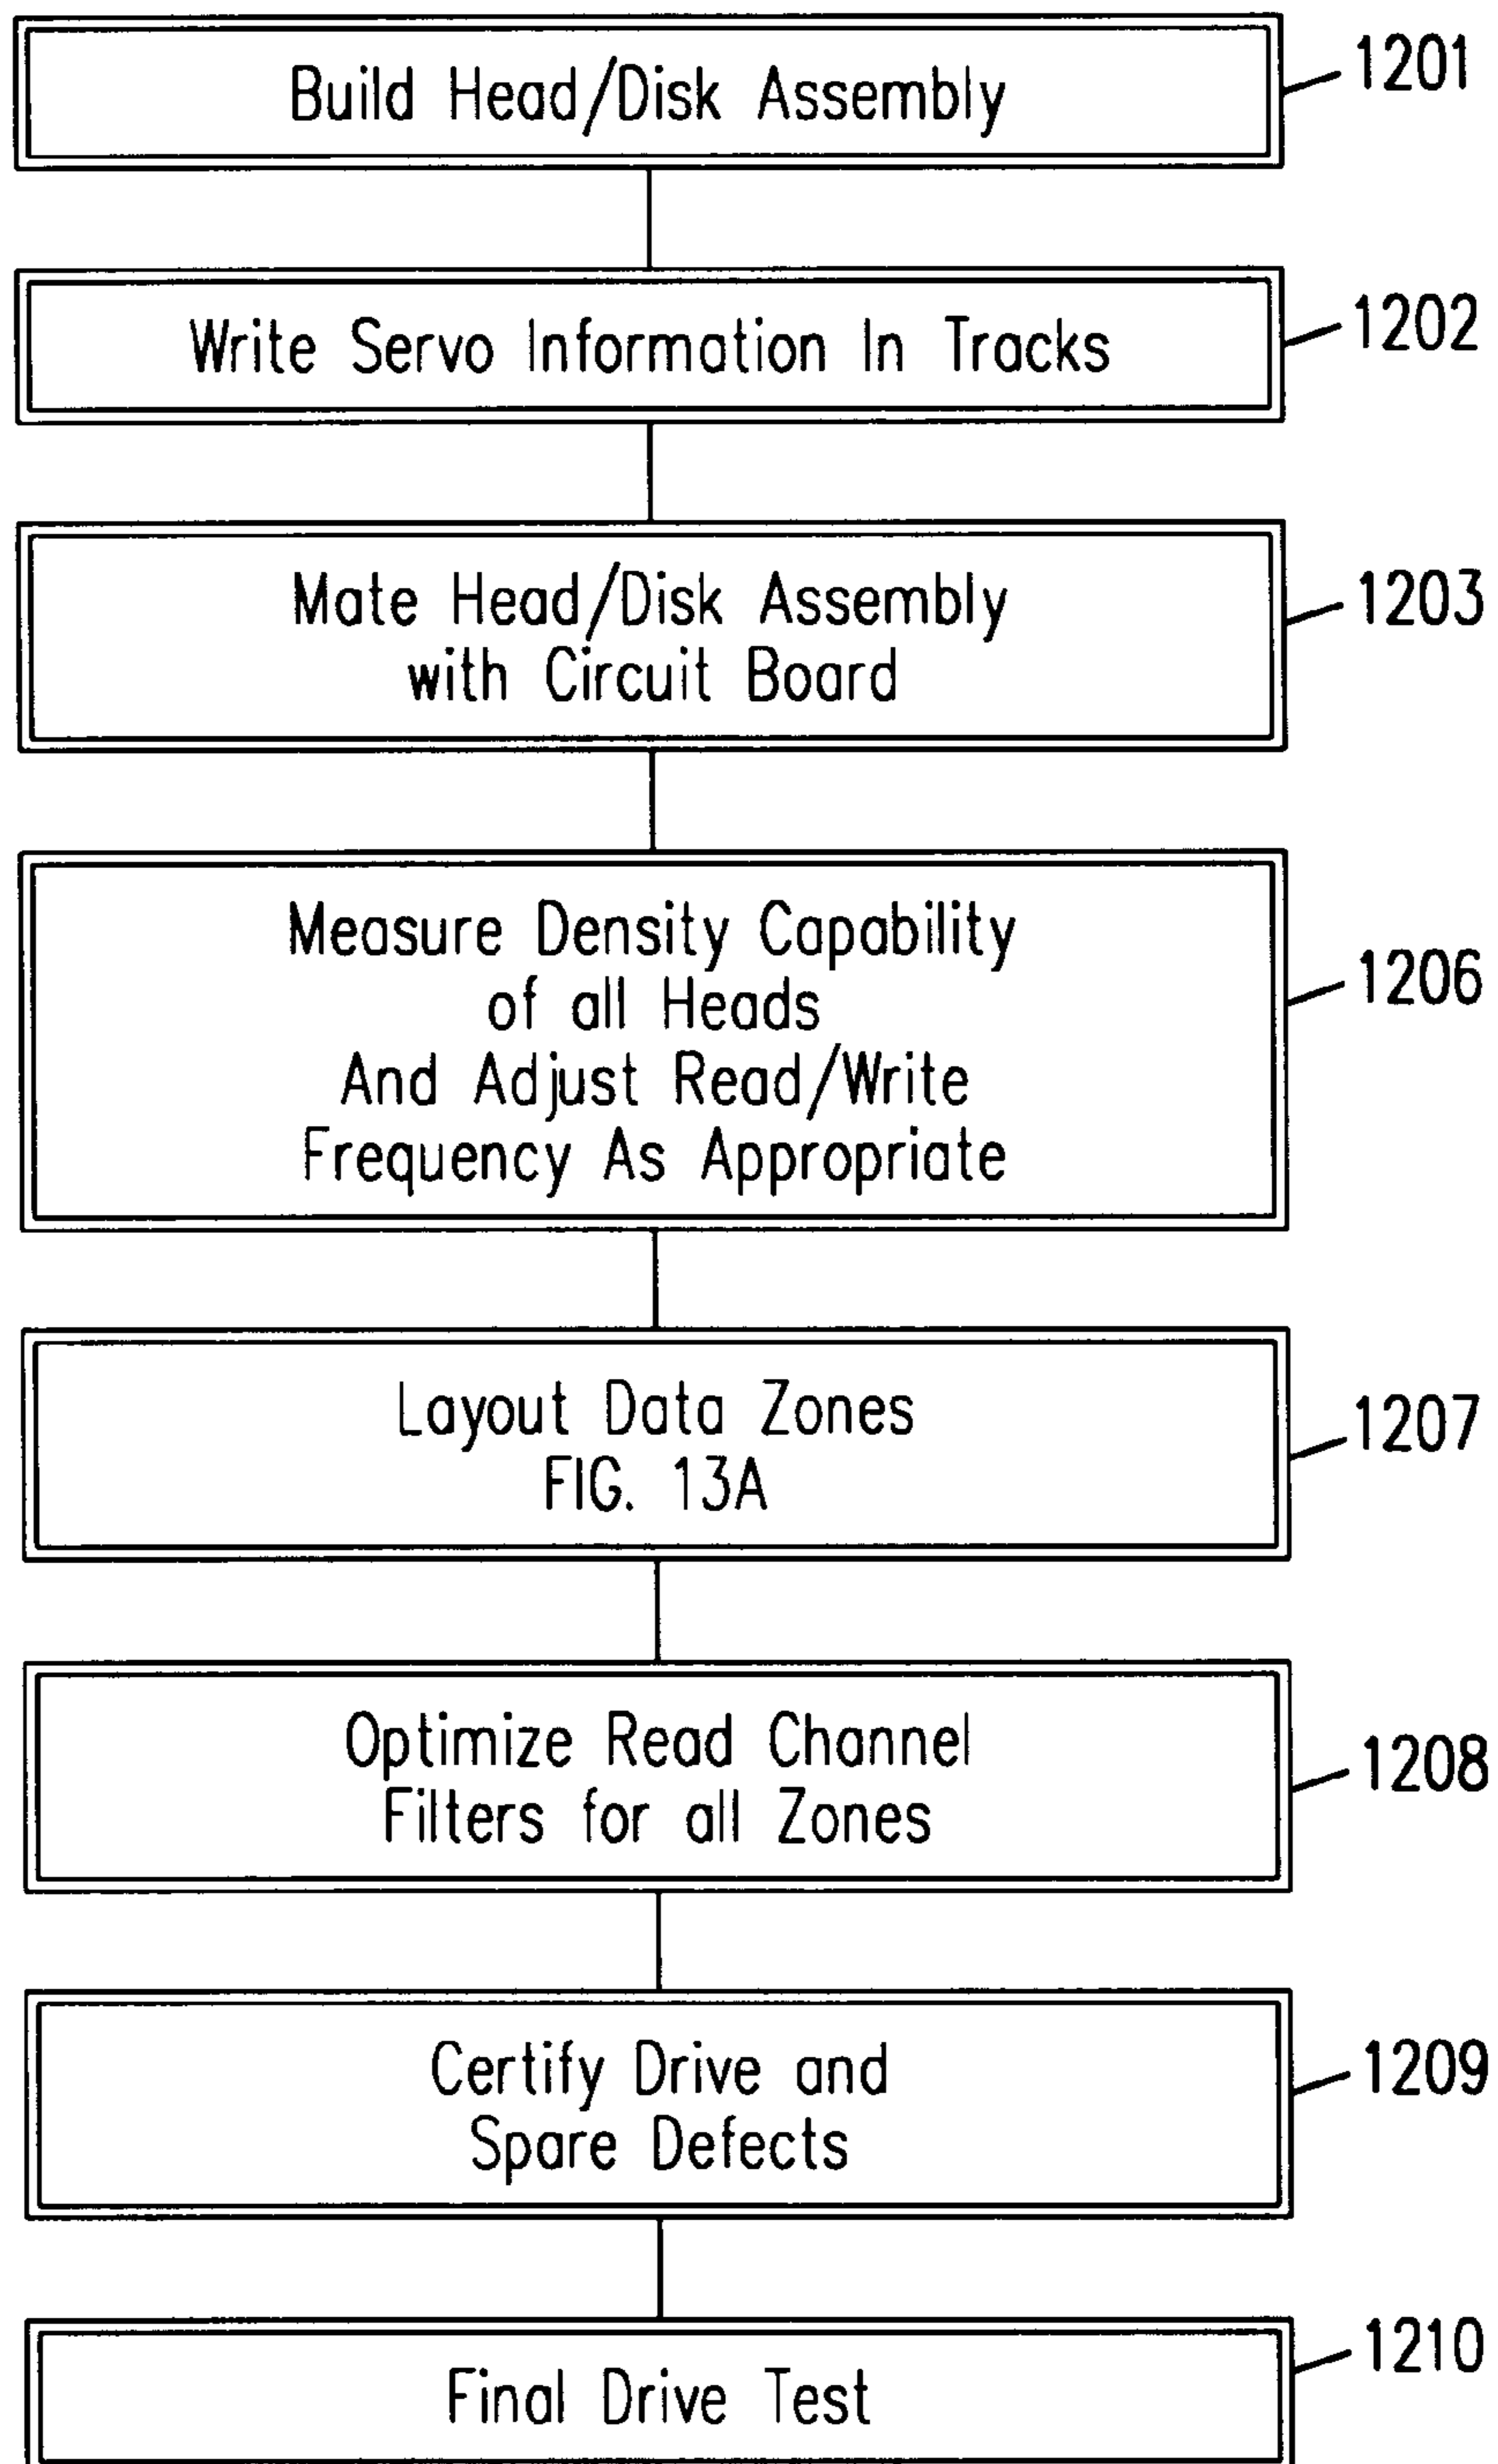 Build Head/Disk Assembly
1201
Write Servo Information In Tracks
1202
Mate Head/Disk Assembly
with Circuit Board
1203
Measure Density Capability
of all Heads
And Adjust Read/Write
Frequency As Appropriate
1206
Layout Data Zones
FIG. 13A
1207
Optimize Read Channel
Filters for all Zones
1208
Certify Drive and
Spare Defects
1209
Final Drive Test
1210